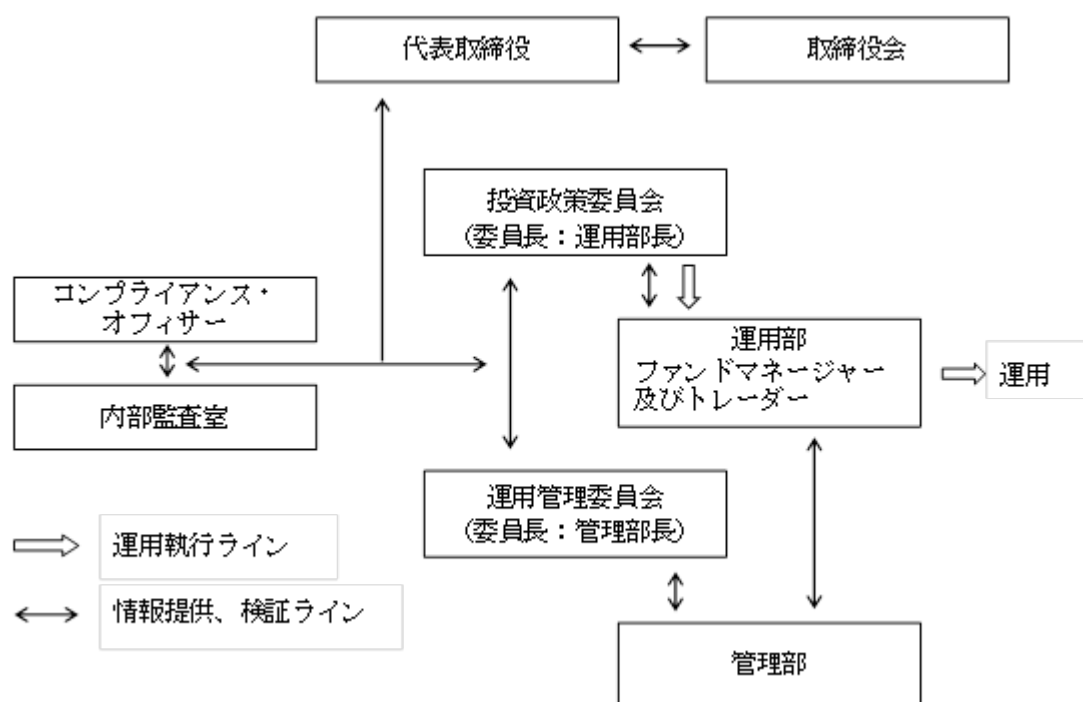 代表取締役
取締役会
投資政策委員会
(委員長：運用部長)
コンプライアンス・
オフィサー
内部監査室
運用部
ファンドマネージャー
及びトレーダー
運用
運用管理委員会
(委員長：管理部長)
運用執行ライン
情報提供、検証ライン
管理部